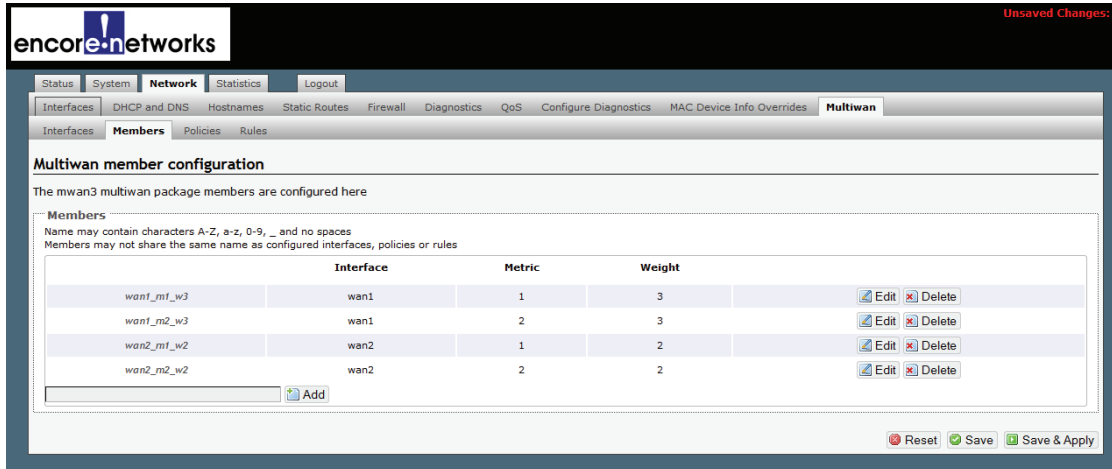 Unsaved Changes:
encore!networks
Status System Network Statistics Logout
Interfaces DHCP and DNS Hostnames Static Routes Firewall Diagnostics QoS Configure Diagnostics MAC Device Info Overrides Multiwan
Interfaces Members Policies Rules
Multiwan member configuration
The mwan3 multiwan package members are configured here
Members
Name may contain characters A-Z, a-z, 0-9, _ and no spaces
Members may not share the same name as configured interfaces, policies or rules
Interface Metric Weight
wan1_m1_w3 wan1 1 3 Edit Delete
wan1_m2_w3 wan1 2 3 Edit Delete
wan2_m1_w2 wan2 1 2 Edit Delete
wan2_m2_w2 wan2 2 2 Edit Delete
Add
Reset Save Save & Apply